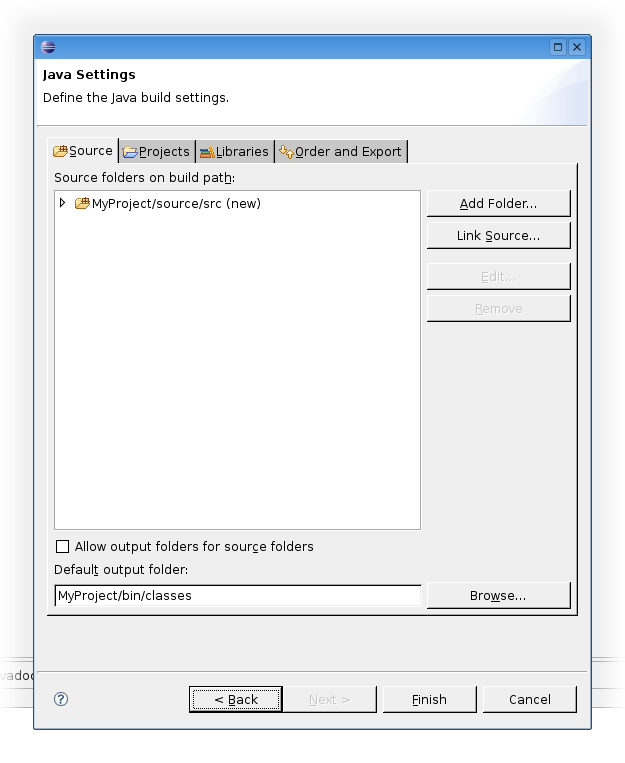 Java Settings
Define the Java build settings.
Source Projects Libraries Order and Export
Source folders on build path:
MyProject/source/src (new)
Add Folder...
Link Source...
Edit...
Remove
Allow output folders for source folders
Default output folder:
MyProject/bin/classes
Browse...
? < Back Next > Finish Cancel